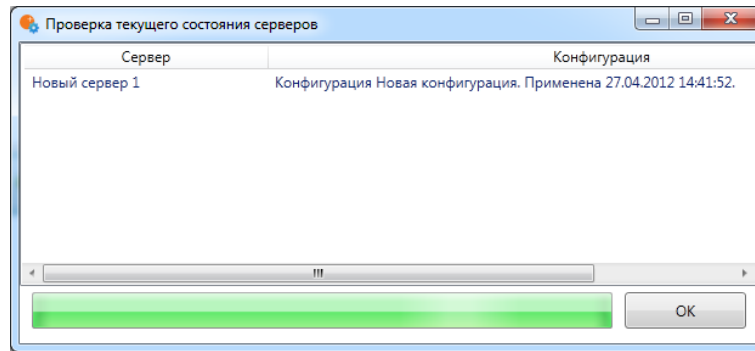 Проверка текущего состояния серверов
Сервер Конфигурация
Новый сервер 1 Конфигурация Новая конфигурация. Применена 27.04.2012 14:41:52.
OK